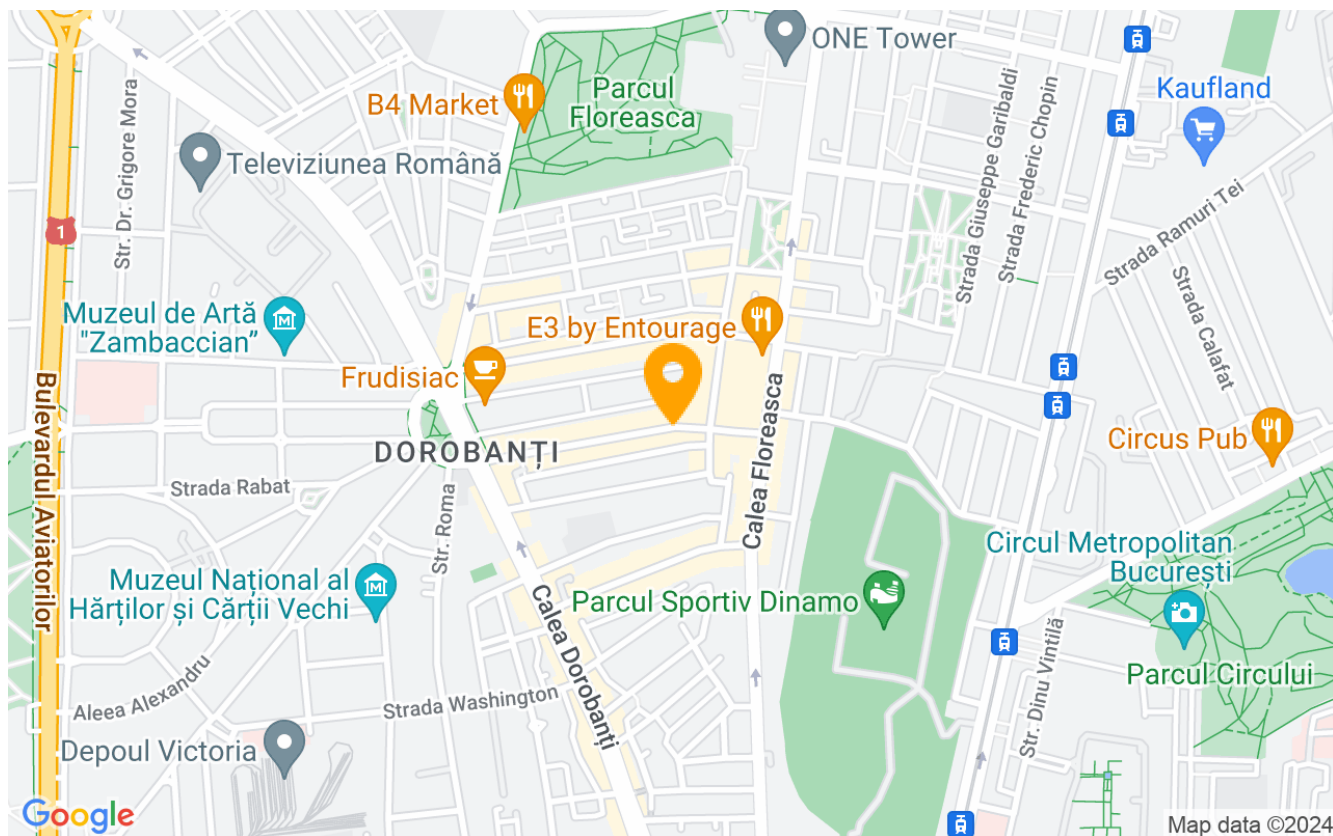 ONE Tower
B4 Market
Parcul
Floreasca
Kaufland
Televiziunea Română
Str. Dr. Grigore Mora
Strada Giuseppe Garibaldi
Strada Frederic Chopin
Strada Ramuri Tei
Strada Calafat
1
Muzeul de Artă
"Zambaccian”
E3 by Entourage
Frudisiac
Bulevardul Aviatorilor
DOROBANȚI
Calea Floreasca
Circus Pub
Strada Rabat
Str. Roma
Circul Metropolitan
București
Muzeul Național al
Hărților și Cărții Vechi
Calea Dorobanți
Parcul Sportiv Dinamo
Str. Dinu Vintilă
Parcul Circului
Aleea Alexandru
Strada Washington
Depoul Victoria
Google
Map data ©2024